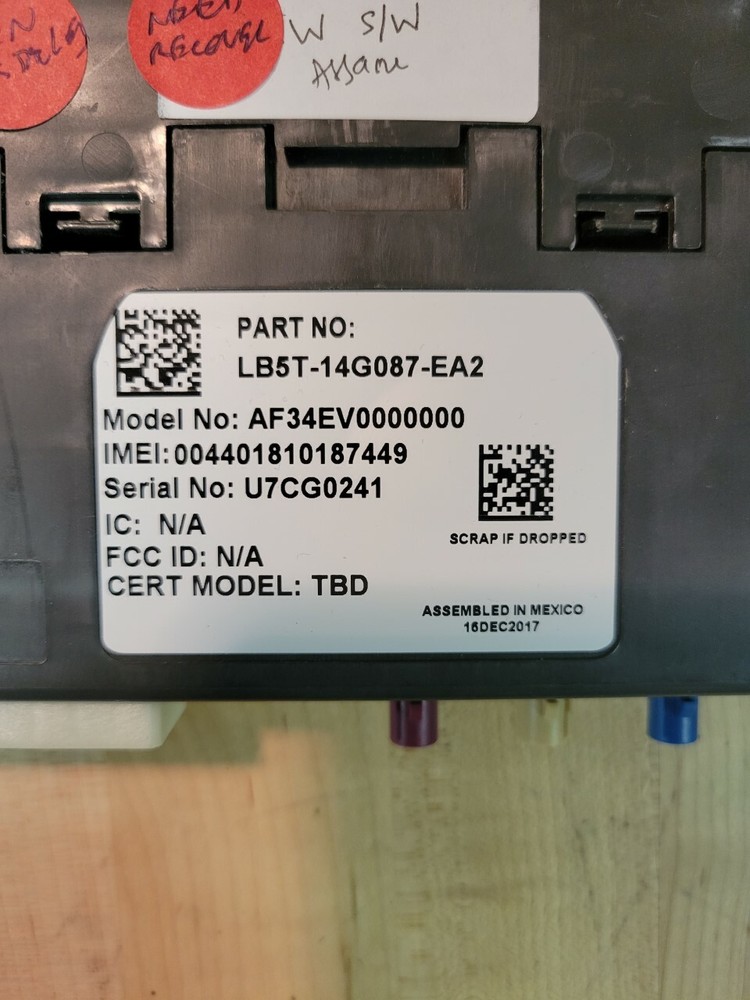 RECOVER
W S/W
PART NO:
LB5T-14G087-EA2
Model No: AF34EV0000000
IMEI: 004401810187449
Serial No: U7CG0241
IC: N/A
FCC ID: N/A
CERT MODEL: TBD
SCRAP IF DROPPED
ASSEMBLED IN MEXICO
16DEC2017